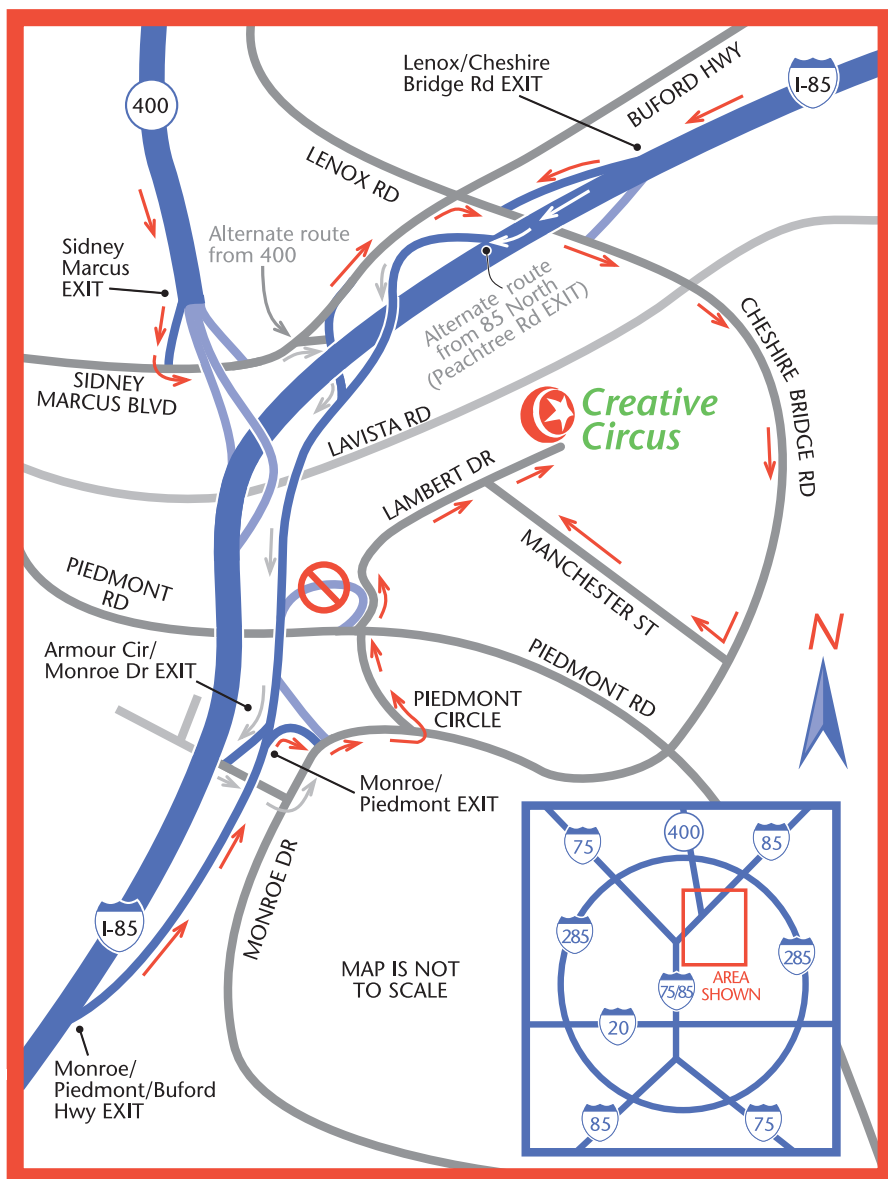 Lenox/Cheshire
Bridge Rd EXIT
BUFORD HWY
I-85
400
LENOX RD
Sidney
Marcus
EXIT
Alternate route
from 400
Alternate route
from 85 North
(Peachtree Rd EXIT)
CHESHIRE BRIDGE RD
SIDNEY
MARCUS BLVD
LAVISTA RD
Creative
Circus
LAMBERT DR
MANCHESTER ST
PIEDMONT
RD
N
Armour Cir/
Monroe Dr EXIT
PIEDMONT RD
PIEDMONT
CIRCLE
Monroe/
Piedmont EXIT
MONROE DR
I-85
MAP IS NOT
TO SCALE
Monroe/
Piedmont/Buford
Hwy EXIT
75
400
85
285
285
75/85
AREA
SHOWN
20
85
75